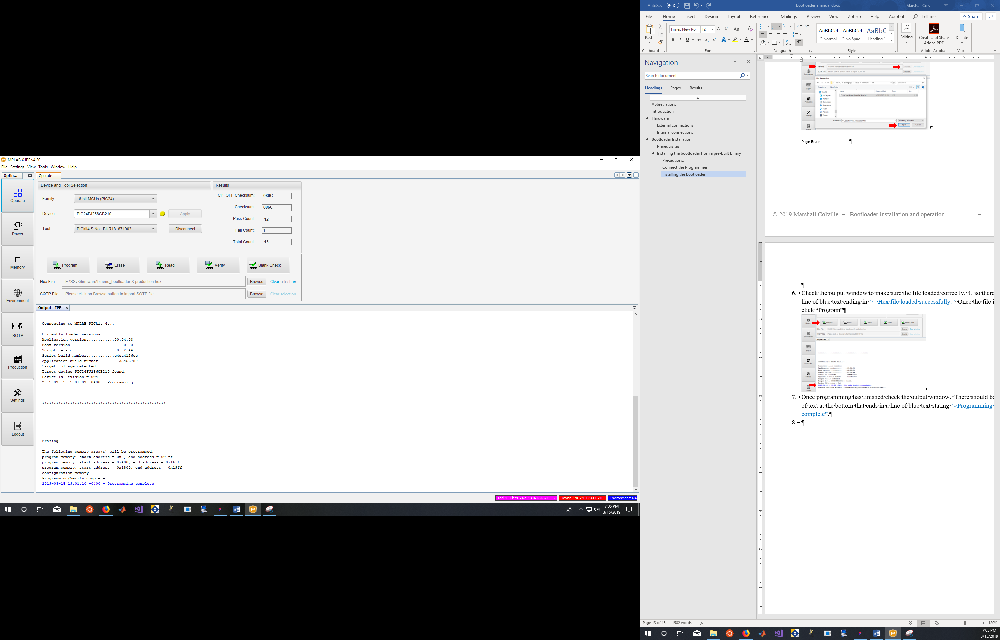 MPLAB X IPE v4.20
File Settings View Tools Window Help
Optio...
Operate
Power
Memory
Environment
SQTP
Production
Settings
Logout
Operate
Device and Tool Selection
Family: 16-bit MCUs (PIC24)
Device: PIC24FJ256GB210 Apply
Tool: PICkit4 S.No : BUR181871903 Disconnect
Results
CP=OFF Checksum: 086C
Checksum: 086C
Pass Count: 12
Fail Count: 1
Total Count: 13
Program Erase Read Verify Blank Check
Hex File: E:\SSv3\firmware\bin\mc_bootloader.X.production.hex Browse Clear selection
SQTP File: Please click on Browse button to import SQTP file Browse Clear selection
Output - IPE
Connecting to MPLAB PICkit 4...
Currently loaded versions:
Application version............00.04.03
Boot version...................01.00.00
Script version.................00.02.44
Script build number............c4ea4126cc
Application build number.......0123456789
Target voltage detected
Target device PIC24FJ256GB210 found.
Device Id Revision = 0x4
2019-03-15 19:01:03 -0400 - Programming...
*****************************************************
Erasing...
The following memory area(s) will be programmed:
program memory: start address = 0x0, end address = 0x1ff
program memory: start address = 0x400, end address = 0x16ff
program memory: start address = 0x1800, end address = 0x19ff
configuration memory
Programming/Verify complete
2019-03-15 19:01:10 -0400 - Programming complete
Tool :PICkit4 S.No : BUR181871903 Device :PIC24FJ256GB210 Environment: NA
7:05 PM
3/15/2019
AutoSave Off bootloader_manual.docx Marshall Colville
File Home Insert Design Layout References Mailings Review View Zotero Help Acrobat Tell me Share
Paste
Clipboard
Times New Ro 12
Font
Paragraph
AaBbCcI AaBbCcI AaBbC
¶ Normal ¶ No Spac... Heading 1
Styles
Editing
Create and Share
Adobe PDF
Adobe Acrobat
Dictate
Voice
Navigation
Search document
Headings Pages Results
Abbreviations
Introduction
Hardware
External connections
Internal connections
Bootloader Installation
Prerequisites
Installing the bootloader from a pre-built binary
Precautions:
Connect the Programmer
Installing the bootloader
Page Break
© 2019 Marshall Colville Bootloader installation and operation
6. Check the output window to make sure the file loaded correctly. If so there
line of blue text ending in “ – Hex file loaded successfully.” Once the file i
click “Program”
7. Once programming has finished check the output window. There should be
of text at the bottom that ends in a line of blue text stating “- Programming
complete”.
8.
Page 13 of 13 1582 words 120%
7:05 PM
3/15/2019